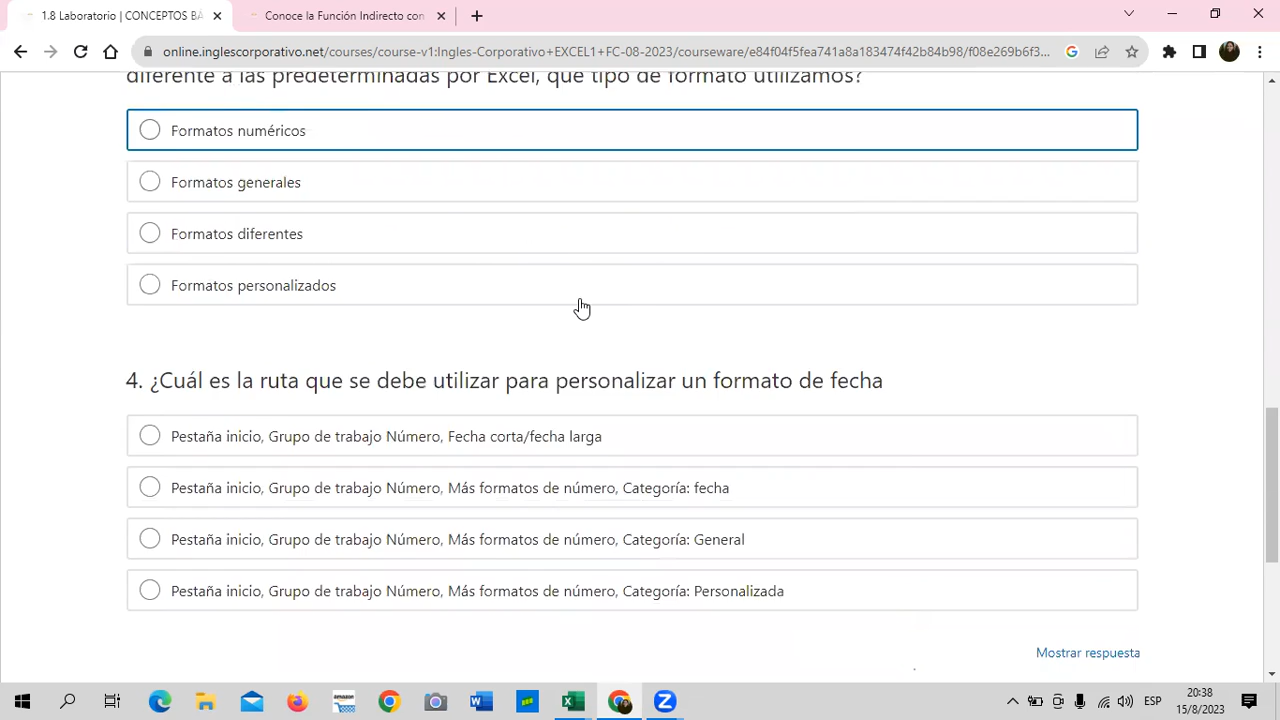 1.8 Laboratorio | CONCEPTOS BÁ
Conoce la Función Indirecto con
online.inglescorporativo.net/courses/course-v1:Ingles-Corporativo+EXCEL1+FC-08-2023/courseware/e84f04f5fea741a8a183474f42b84b98/f08e269b6f3...
diferente a las predeterminadas por Excel, que tipo de formato utilizamos?
Formatos numéricos
Formatos generales
Formatos diferentes
Formatos personalizados
4. ¿Cuál es la ruta que se debe utilizar para personalizar un formato de fecha
Pestaña inicio, Grupo de trabajo Número, Fecha corta/fecha larga
Pestaña inicio, Grupo de trabajo Número, Más formatos de número, Categoría: fecha
Pestaña inicio, Grupo de trabajo Número, Más formatos de número, Categoría: General
Pestaña inicio, Grupo de trabajo Número, Más formatos de número, Categoría: Personalizada
Mostrar respuesta
ESP
20:38
15/8/2023